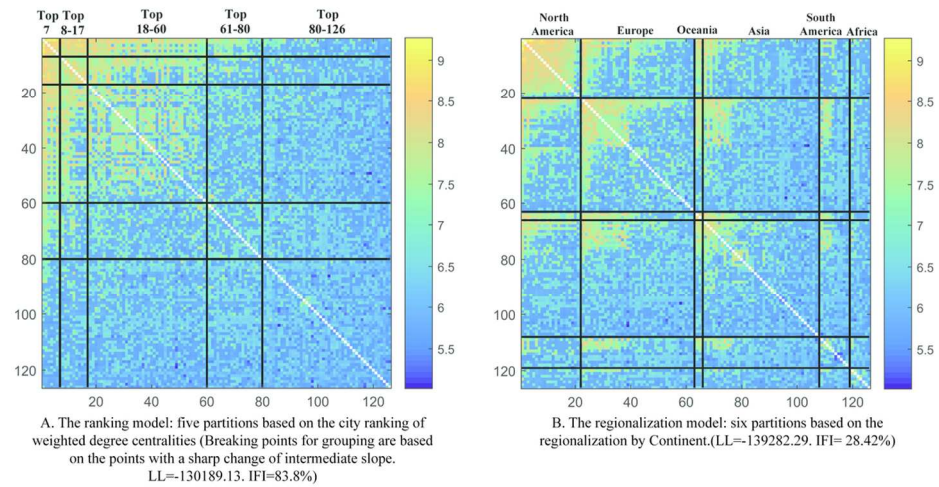 Top 7
Top 8-17
Top 18-60
Top 61-80
Top 80-126
20
40
60
80
100
120
20 40 60 80 100 120
9
8.5
8
7.5
7
6.5
6
5.5
A. The ranking model: five partitions based on the city ranking of
weighted degree centralities (Breaking points for grouping are based
on the points with a sharp change of intermediate slope.
LL=-130189.13. IFI=83.8%)
North America
Europe
Oceania
Asia
South America
Africa
20
40
60
80
100
120
20 40 60 80 100 120
9
8.5
8
7.5
7
6.5
6
5.5
B. The regionalization model: six partitions based on the
regionalization by Continent.(LL=-139282.29. IFI= 28.42%)